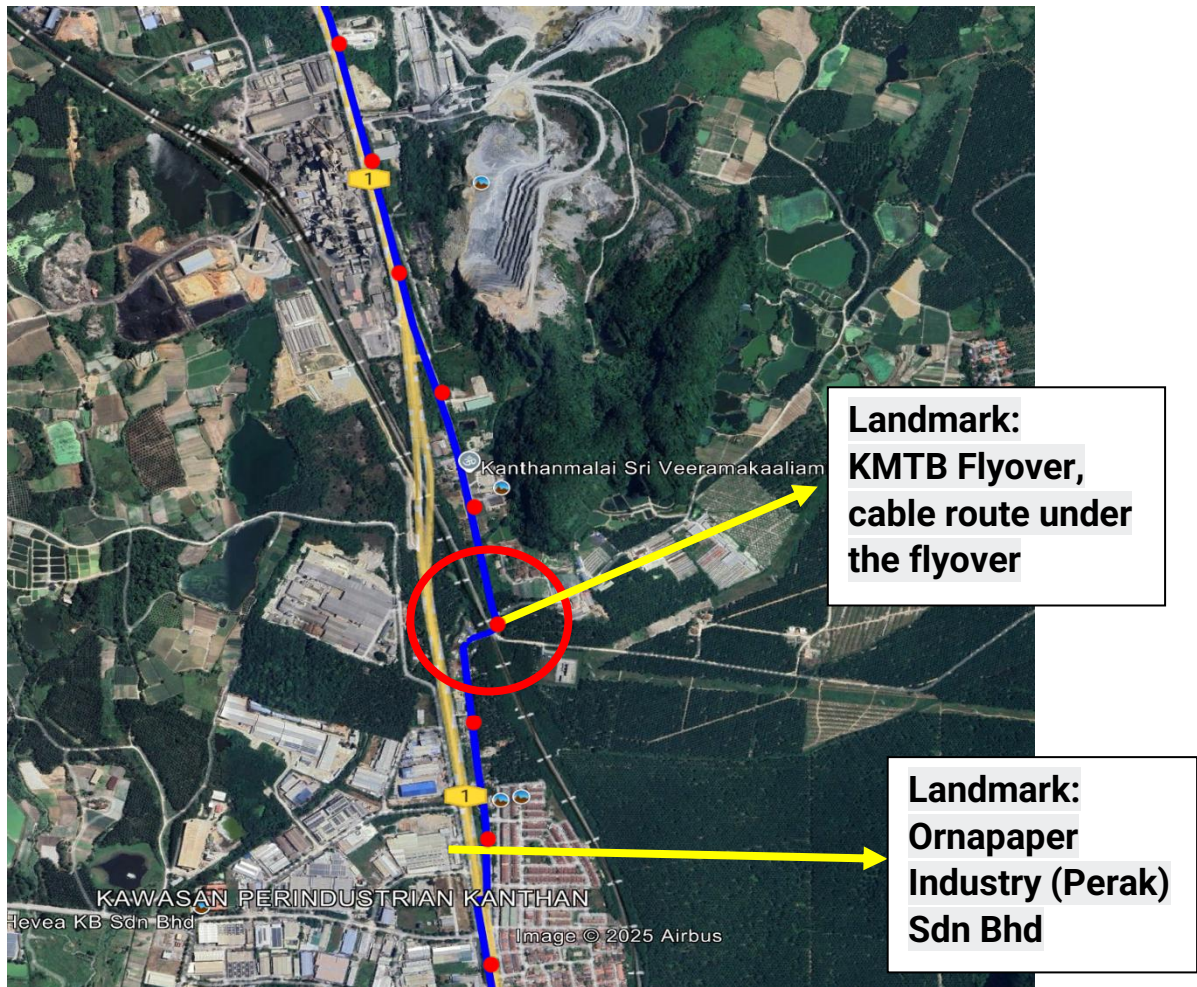 1
Kanthanmalai Sri Veeramakaaliam
Landmark:
KMTB Flyover,
cable route under
the flyover
1
Landmark:
Ornapaper
Industry (Perak)
Sdn Bhd
KAWASAN PERINDUSTRIAN KANTHAN
Hevea KB Sdn Bhd
Image © 2025 Airbus